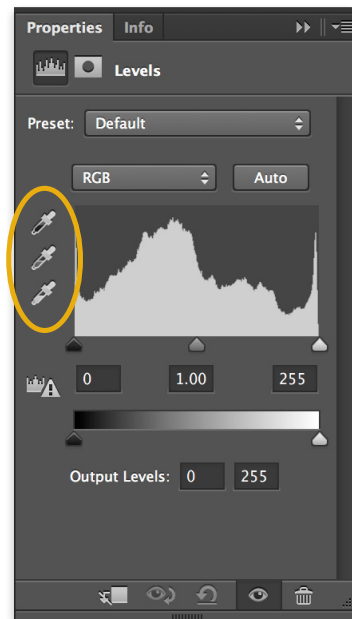 Properties Info
Levels
Preset: Default
RGB Auto
0 1.00 255
Output Levels: 0 255